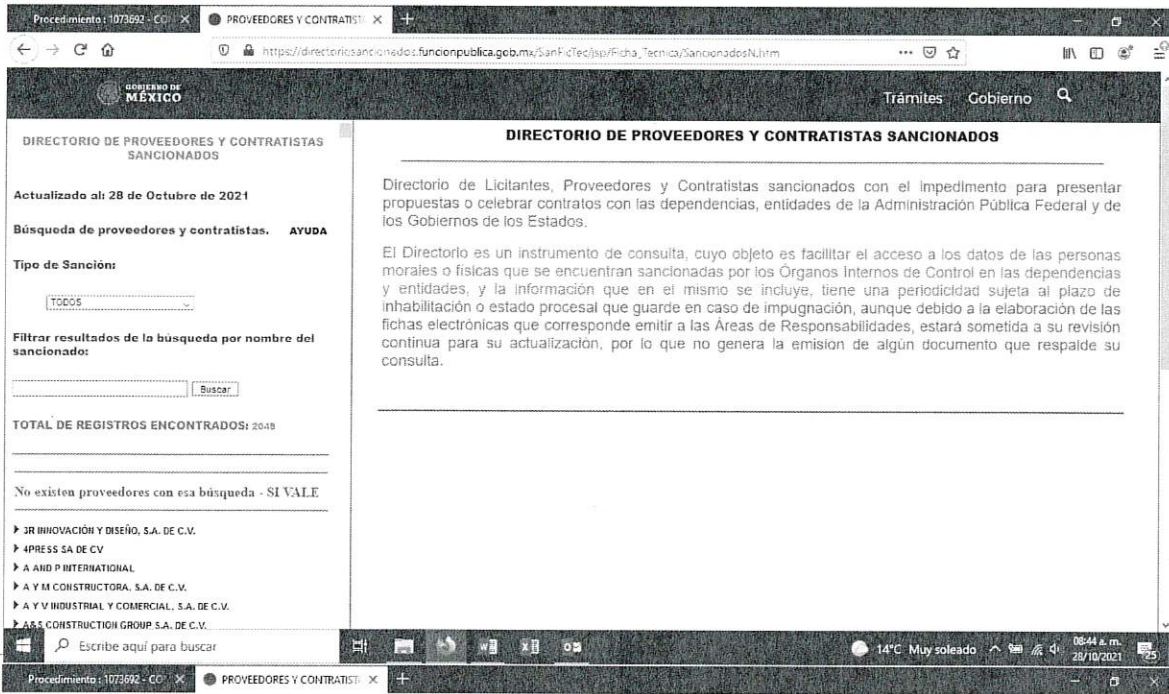 Procedimiento : 1073692 - CO
PROVEEDORES Y CONTRATIST
https://directoriosancionados.funcionpublica.gob.mx/SanFicTec/jsp/Ficha_Tecnica/SancionadosN.htm
GOBIERNO DE
MÉXICO
Trámites Gobierno
DIRECTORIO DE PROVEEDORES Y CONTRATISTAS
SANCIONADOS
Actualizado al: 28 de Octubre de 2021
Búsqueda de proveedores y contratistas. AYUDA
Tipo de Sanción:
TODOS
Filtrar resultados de la búsqueda por nombre del
sancionado:
Buscar
TOTAL DE REGISTROS ENCONTRADOS:
No existen proveedores con esa búsqueda - SI VALE
3R INNOVACIÓN Y DISEÑO, S.A. DE C.V.
4PRESS SA DE CV
A AND P INTERNATIONAL
A Y M CONSTRUCTORA, S.A. DE C.V.
A Y V INDUSTRIAL Y COMERCIAL, S.A. DE C.V.
A&S CONSTRUCTION GROUP S.A. DE C.V.
DIRECTORIO DE PROVEEDORES Y CONTRATISTAS SANCIONADOS
Directorio de Licitantes, Proveedores y Contratistas sancionados con el impedimento para presentar
propuestas o celebrar contratos con las dependencias, entidades de la Administración Pública Federal y de
los Gobiernos de los Estados.
El Directorio es un instrumento de consulta, cuyo objeto es facilitar el acceso a los datos de las personas
morales o físicas que se encuentran sancionadas por los Órganos Internos de Control en las dependencias
y entidades, y la información que en el mismo se incluye, tiene una periodicidad sujeta al plazo de
inhabilitación o estado procesal que guarde en caso de impugnación, aunque debido a la elaboración de las
fichas electrónicas que corresponde emitir a las Áreas de Responsabilidades, estará sometida a su revisión
continua para su actualización, por lo que no genera la emisión de algún documento que respalde su
consulta.
Escribe aquí para buscar
14°C Muy soleado
08:44 a. m.
28/10/2021
25
Procedimiento : 1073692 - CO
PROVEEDORES Y CONTRATIST